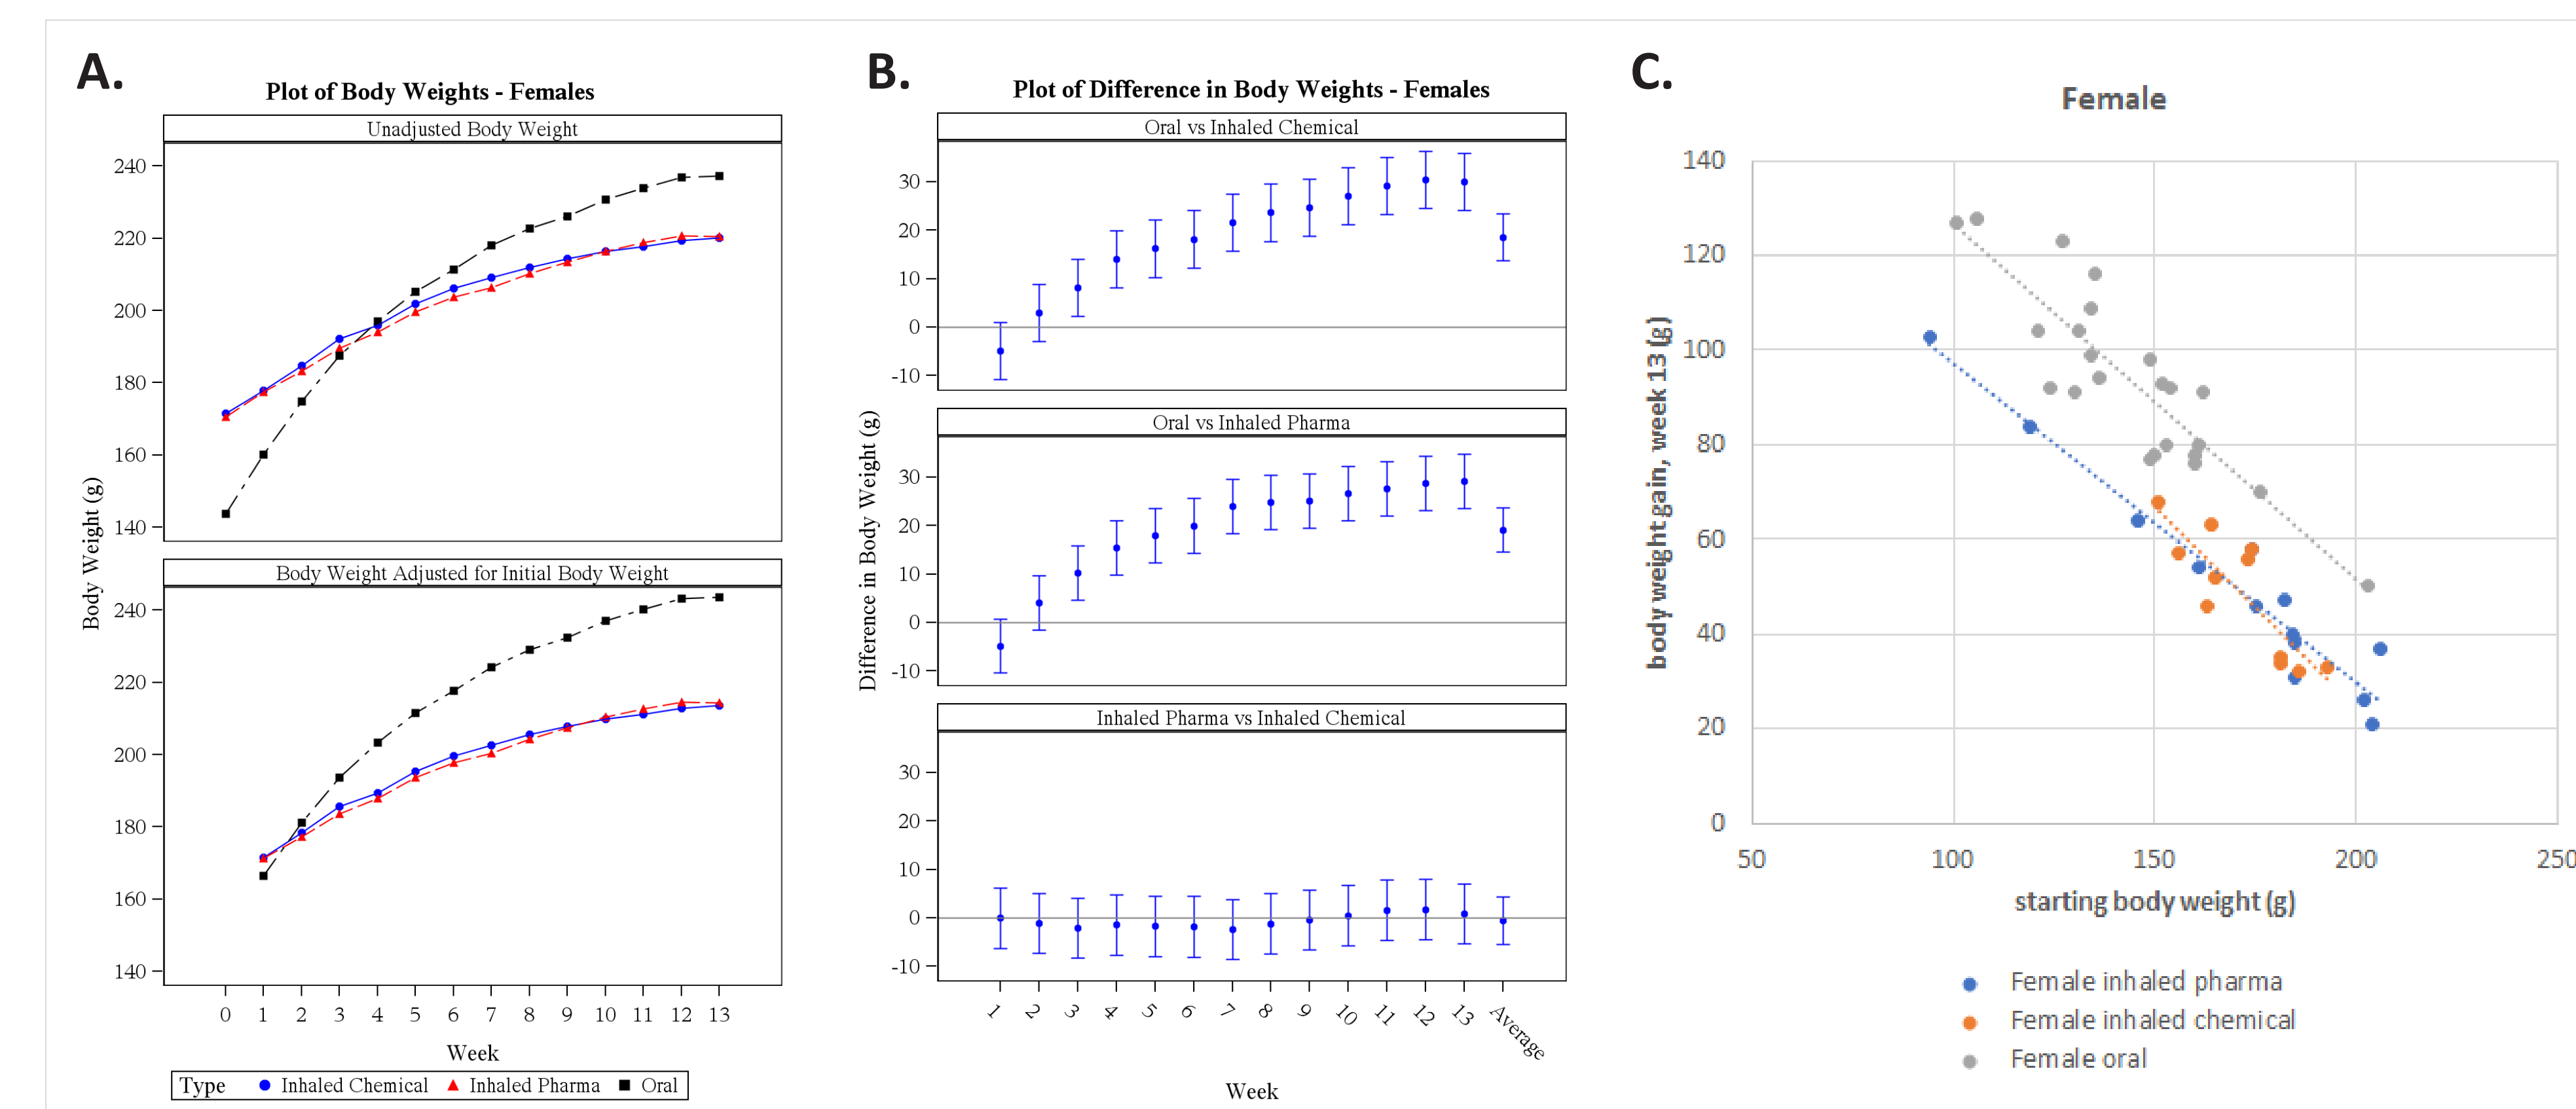 A.
Plot of Body Weights - Females
Unadjusted Body Weight
240
220
200
180
160
140
Body Weight Adjusted for Initial Body Weight
240
220
200
180
160
140
Body Weight (g)
0 1 2 3 4 5 6 7 8 9 10 11 12 13
Week
Type Inhaled Chemical Inhaled Pharma Oral
B.
Plot of Difference in Body Weights - Females
Oral vs Inhaled Chemical
30
20
10
0
-10
Oral vs Inhaled Pharma
30
20
10
0
-10
Difference in Body Weight (g)
Inhaled Pharma vs Inhaled Chemical
30
20
10
0
-10
1 2 3 4 5 6 7 8 9 10 11 12 13 Average
Week
C.
Female
140
120
100
80
60
40
20
0
body weight gain, week 13 (g)
50 100 150 200 250
starting body weight (g)
Female inhaled pharma
Female inhaled chemical
Female oral